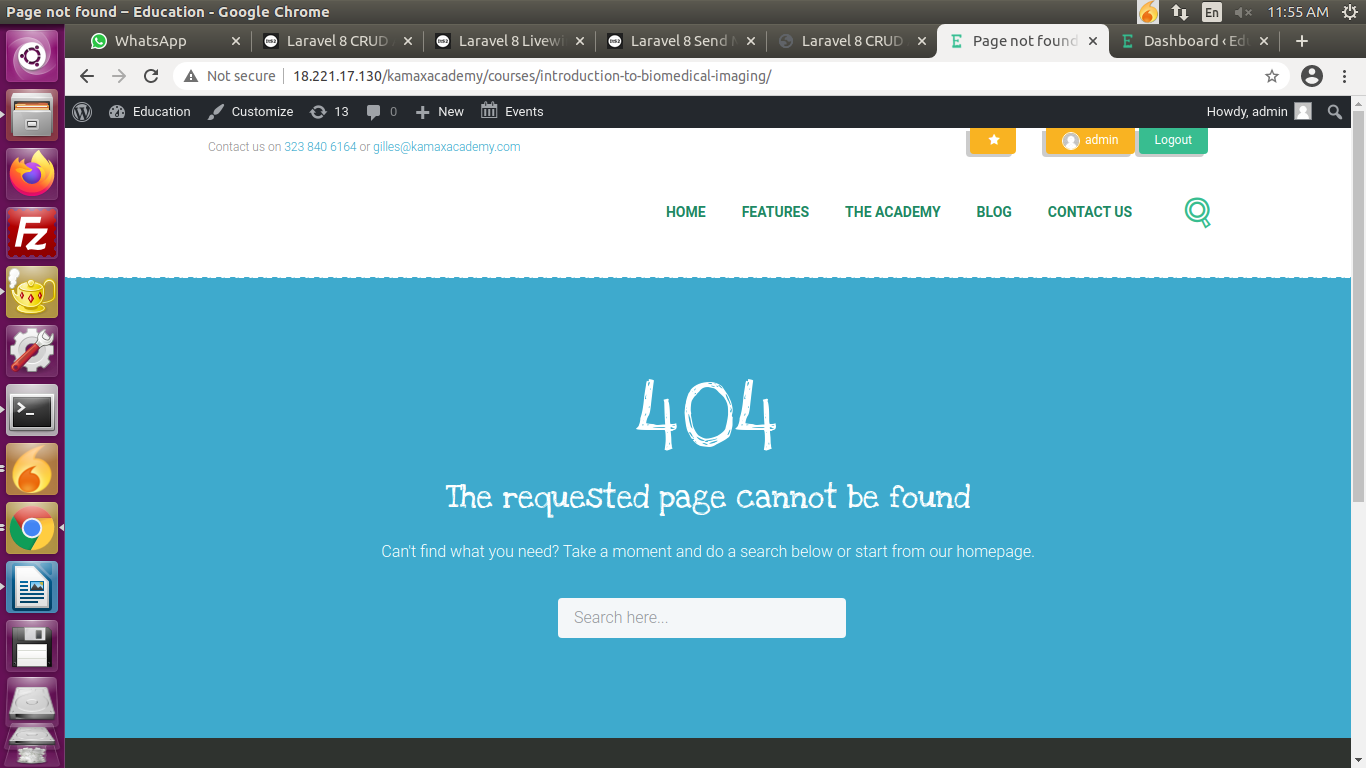 Page not found – Education - Google Chrome
En
11:55 AM
WhatsApp
Laravel 8 CRUD
Laravel 8 Livewi
Laravel 8 Send
Laravel 8 CRUD
Page not found
Dashboard ‹ Edu
Not secure
18.221.17.130/kamaxacademy/courses/introduction-to-biomedical-imaging/
Education
Customize
13
0
New
Events
Howdy, admin
Contact us on 323 840 6164 or gilles@kamaxacademy.com
admin
Logout
HOME
FEATURES
THE ACADEMY
BLOG
CONTACT US
404
The requested page cannot be found
Can't find what you need? Take a moment and do a search below or start from our homepage.
Search here...